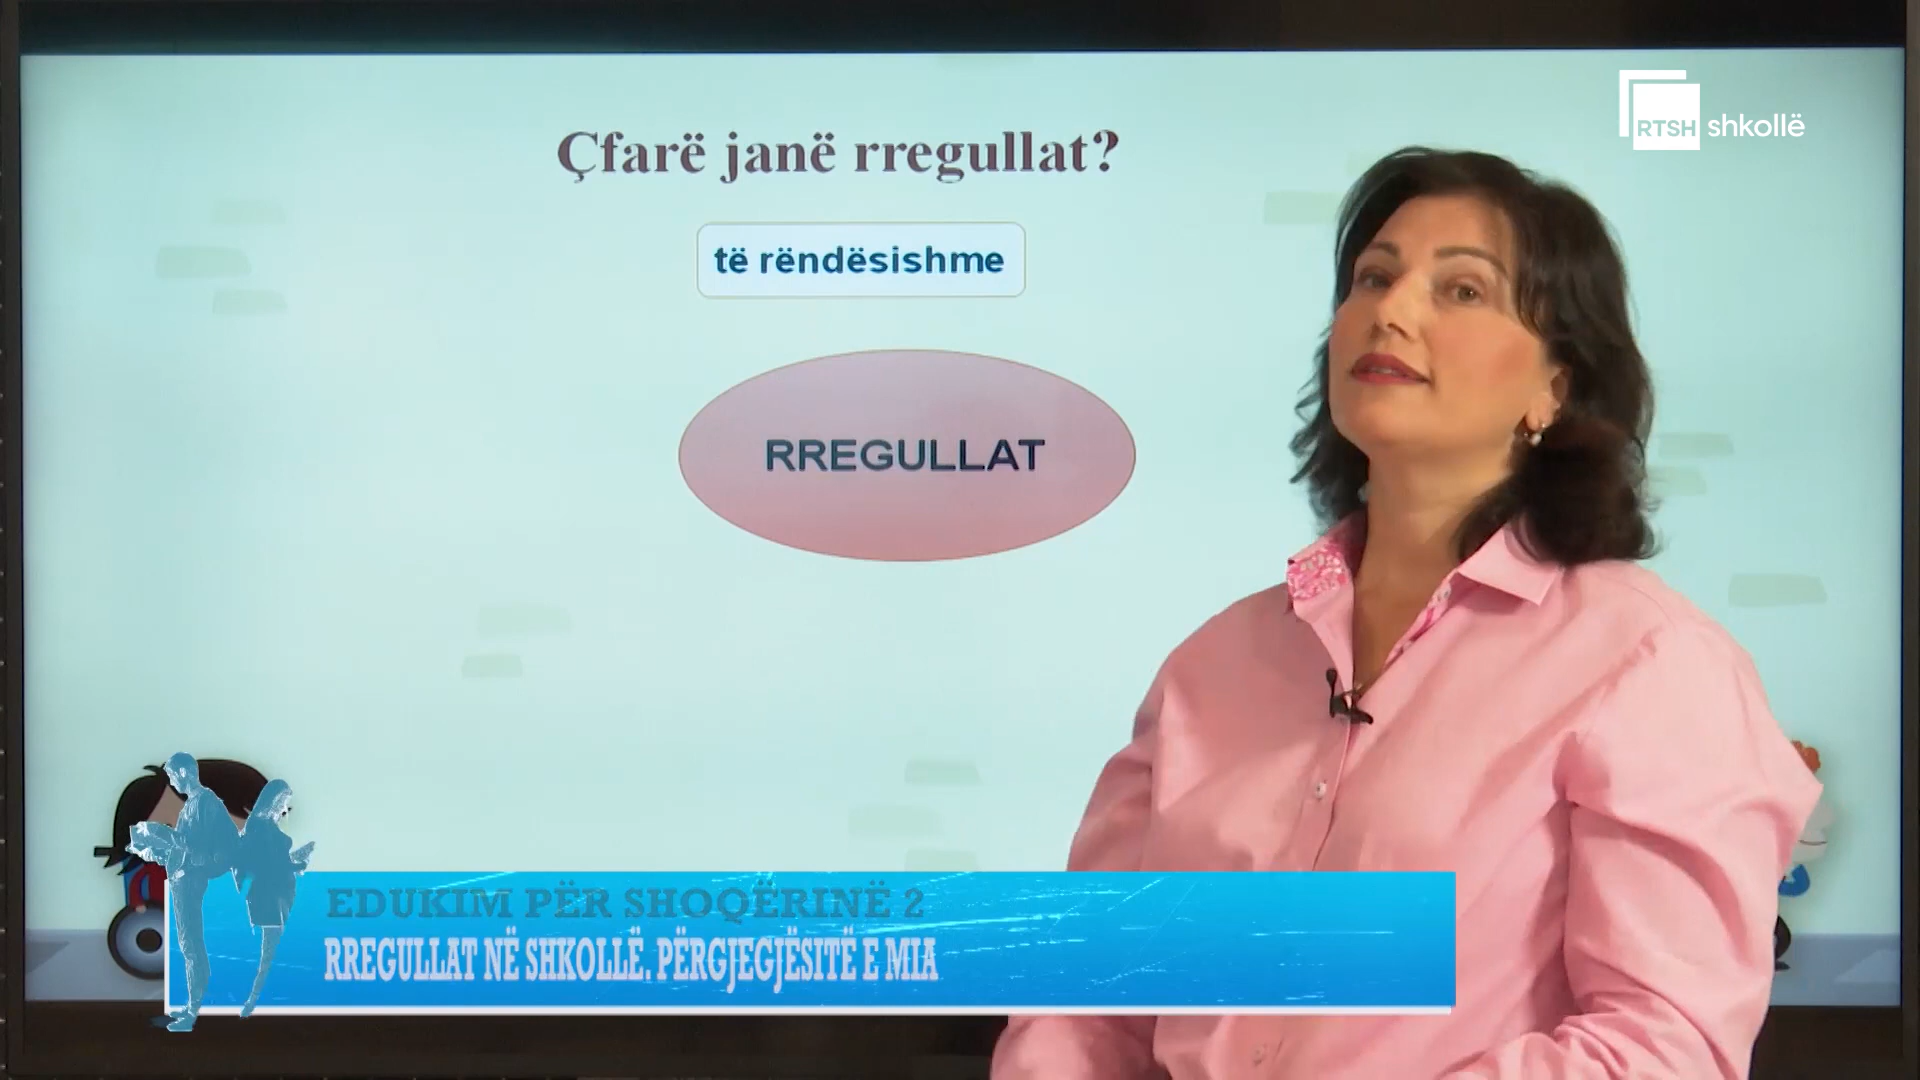 RTSH shkollë
Çfarë janë rregullat?
të rëndësishme
RREGULLAT
EDUKIM PËR SHOQËRINË 2
RREGULLAT NË SHKOLLË. PËRGJEGJËSITË E MIA